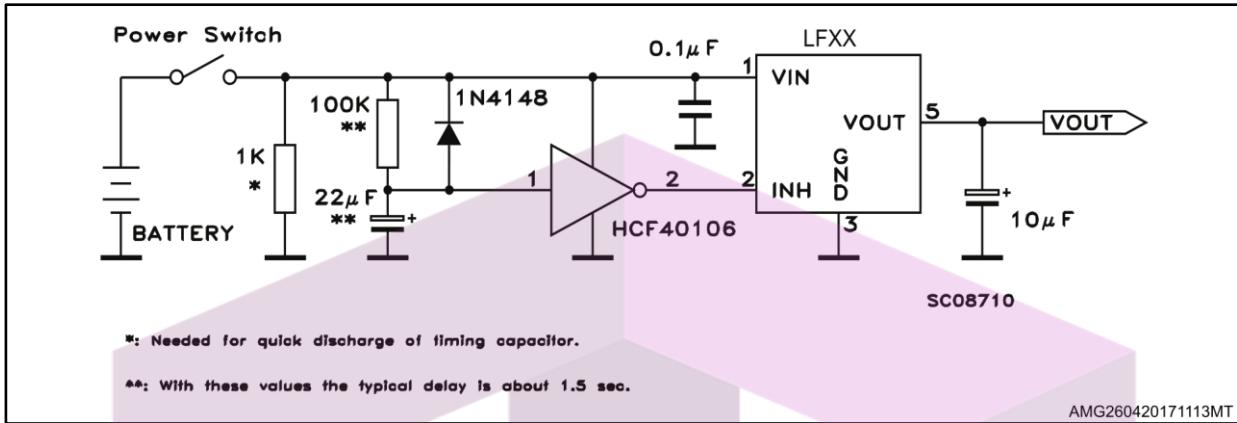 Power Switch
0.1μF
LFXX
1
VIN
100K
**
1N4148
VOUT
5
VOUT
1K
*
G
N
D
22μF
**
+
1
2
2
INH
+
BATTERY
HCF40106
3
10μF
SC08710
*: Needed for quick discharge of timing capacitor.
**: With these values the typical delay is about 1.5 sec.
AMG260420171113MT